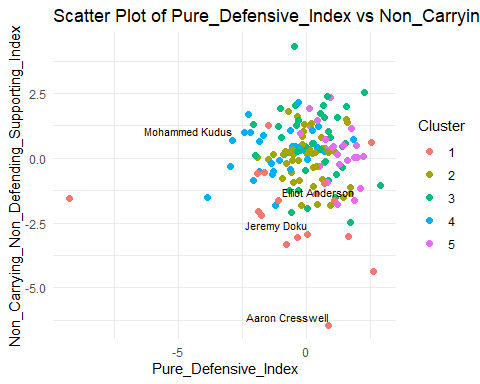 Scatter Plot of Pure_Defensive_Index vs Non_Carryin
Non_Carrying_Non_Defending_Supporting_Index
2.5
0.0
-2.5
-5.0
Mohammed Kudus
Elliot Anderson
Jeremy Doku
Aaron Cresswell
-5
0
Pure_Defensive_Index
Cluster
1
2
3
4
5